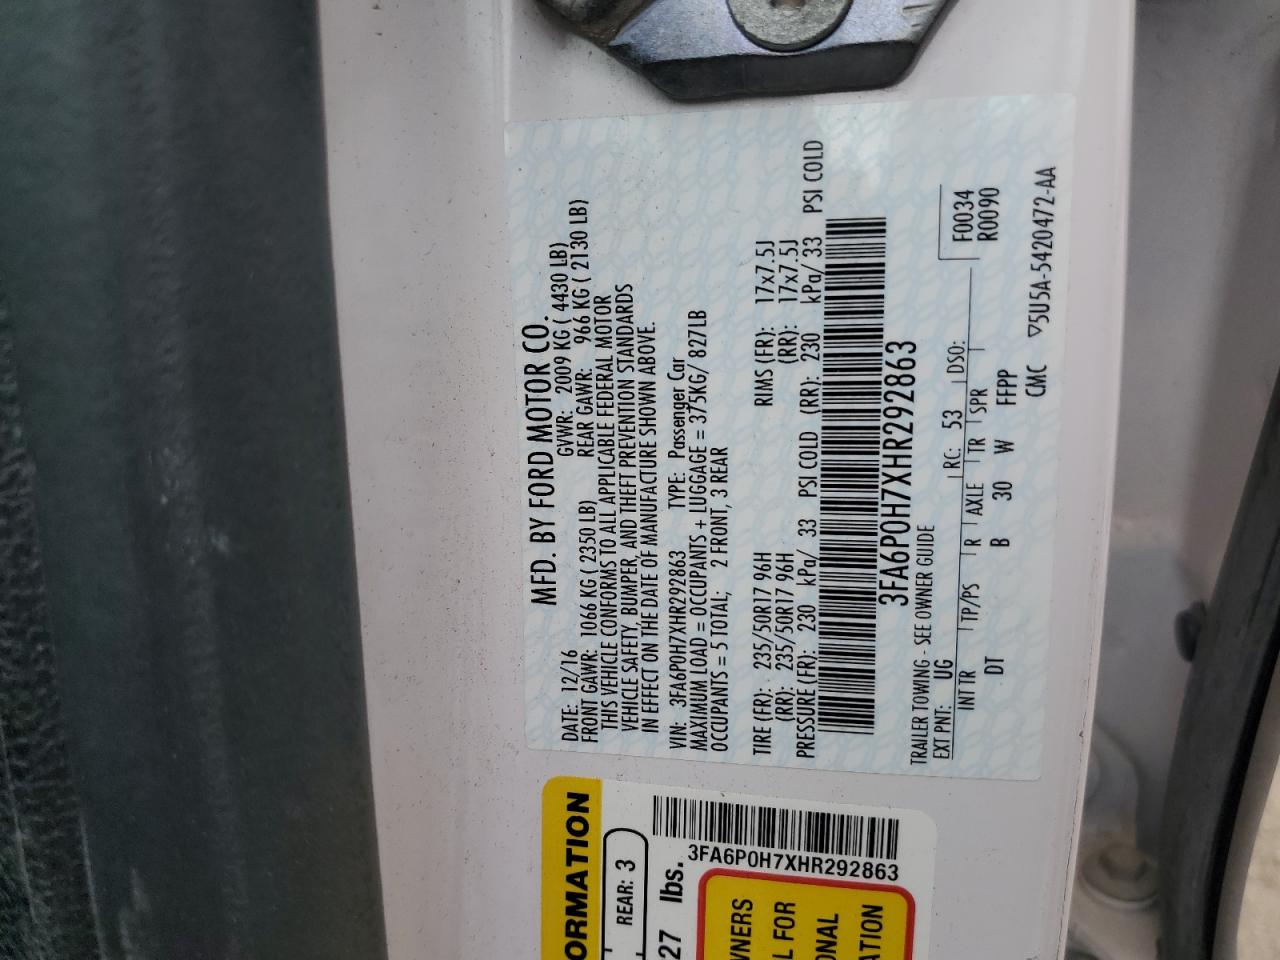 MFD. BY FORD MOTOR CO.
DATE: 12/16 GVWR: 2009 KG ( 4430 LB)
FRONT GAWR: 1066 KG ( 2350 LB) REAR GAWR: 966 KG ( 2130 LB)
THIS VEHICLE CONFORMS TO ALL APPLICABLE FEDERAL MOTOR
VEHICLE SAFETY, BUMPER, AND THEFT PREVENTION STANDARDS
IN EFFECT ON THE DATE OF MANUFACTURE SHOWN ABOVE.
VIN: 3FA6P0H7XHR292863 TYPE: Passenger Car
MAXIMUM LOAD = OCCUPANTS + LUGGAGE = 375KG/ 827LB
OCCUPANTS = 5 TOTAL; 2 FRONT, 3 REAR
TIRE (FR): 235/50R17 96H RIMS (FR): 17x7.5J
(RR): 235/50R17 96H (RR): 17x7.5J
PRESSURE (FR): 230 kPa/ 33 PSI COLD (RR): 230 kPa/ 33 PSI COLD
3FA6P0H7XHR292863
TRAILER TOWING - SEE OWNER GUIDE
EXT PNT: UG RC: 53 DSO: F0034
INT TR TP/PS R AXLE TR SPR R0090
DT B 30 W FFPP
CMC ▽5U5A-5420472-AA
ORMATION
REAR: 3
27 lbs.
3FA6P0H7XHR292863
WNERS
L FOR
ONAL
ATION